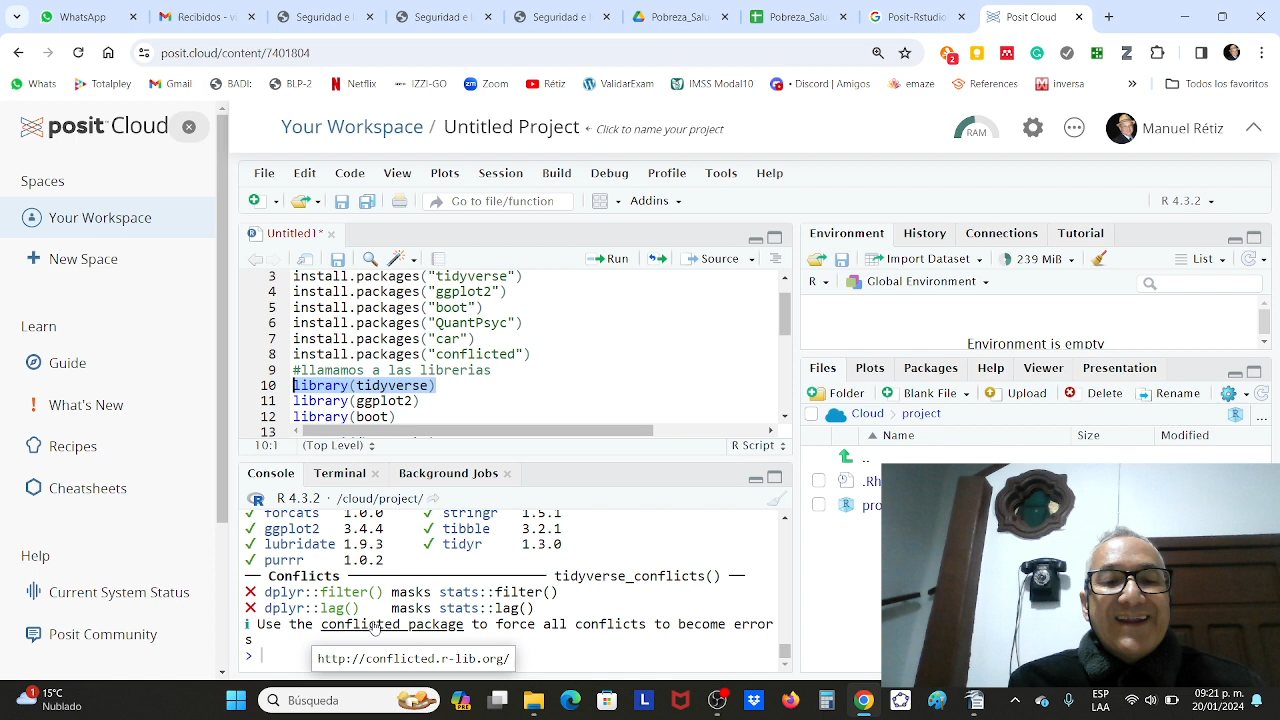 WhatsApp
Recibidos -
Seguridad e
Seguridad e
Seguridad e
Pobreza_Salu
Pobreza_Salu
Post-Rstudio
Posit Cloud
posit.cloud/content/7401804
2
Whats
Totalpley
Gmail
BADI:
BLP-2
Netflix
IZZI-GO
Zoom
Rétiz
ValidarExam
IMSS Modal10
• Discord | Amigos
emaze
References
inversa
»
Todos los favoritos
posit Cloud
Your Workspace / Untitled Project
← Click to name your project
RAM
Manuel Rétiz
Spaces
Your Workspace
New Space
Learn
Guide
What's New
Recipes
Cheatsheets
Help
Current System Status
Posit Community
File Edit Code View Plots Session Build Debug Profile Tools Help
Go to file/function
Addins
R 4.3.2
Untitled1*
Run
Source
3 install.packages("tidyverse")
4 install.packages("ggplot2")
5 install.packages("boot")
6 install.packages("QuantPsyc")
7 install.packages("car")
8 install.packages("conflicted")
9 #llamamos a las librerias
10 library(tidyverse)
11 library(ggplot2)
12 library(boot)
13
10:1 (Top Level) R Script
Console Terminal Background Jobs
R 4.3.2 · /cloud/project/
✓ forcats 1.0.0 ✓ stringr 1.5.1
✓ ggplot2 3.4.4 ✓ tibble 3.2.1
✓ lubridate 1.9.3 ✓ tidyr 1.3.0
✓ purrr 1.0.2
── Conflicts ── tidyverse_conflicts() ──
✗ dplyr::filter() masks stats::filter()
✗ dplyr::lag() masks stats::lag()
ℹ Use the conflicted package to force all conflicts to become error
s
>
http://conflicted.r-lib.org/
Environment History Connections Tutorial
Import Dataset
239 MiB
List
R Global Environment
Environment is empty
Files Plots Packages Help Viewer Presentation
Folder Blank File Upload Delete Rename
Cloud project
...
Name Size Modified
..
.Rh
pro
1
15°C
Nublado
Búsqueda
PRE
ESP
LAA
09:21 p. m.
20/01/2024